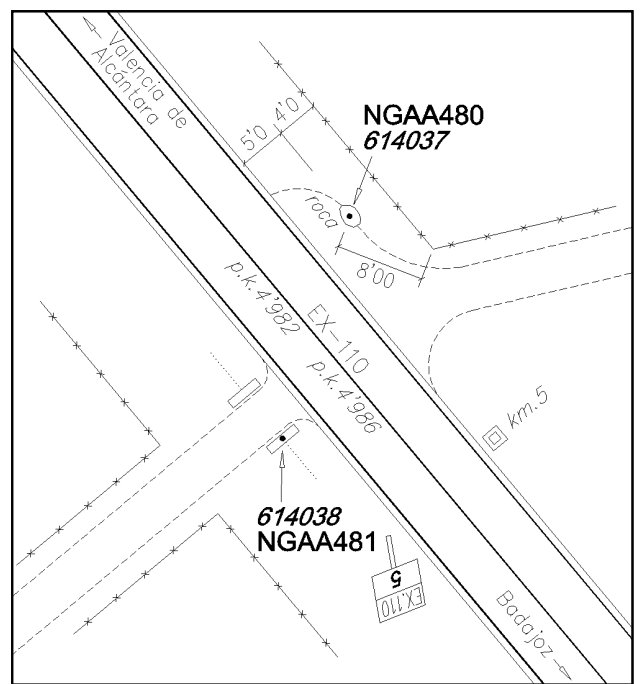 Valencia de
Alcántara
5'0
4'0
NGAA480
614037
roca
8'00
p.k.4'982
EX-110
p.k.4'986
km.5
614038
NGAA481
5
EX.110
Badajoz